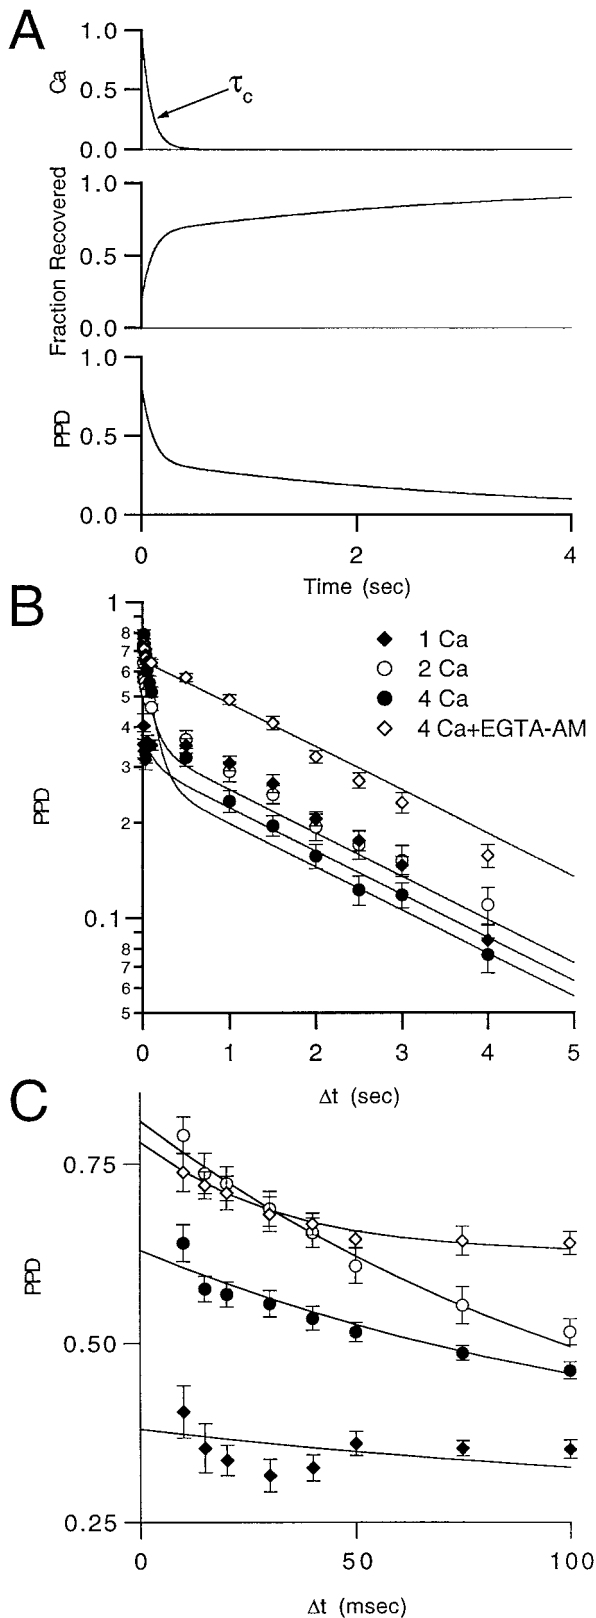 A
1.0
0.5
0.0
Ca
τc
1.0
0.5
0.0
Fraction Recovered
1.0
0.5
0.0
PPD
0 2 4
Time (sec)
B
1
8
7
6
5
4
3
2
0.1
8
7
6
5
PPD
1 Ca
2 Ca
4 Ca
4 Ca+EGTA-AM
0 1 2 3 4 5
Δt (sec)
C
0.75
0.50
0.25
PPD
0 50 100
Δt (msec)